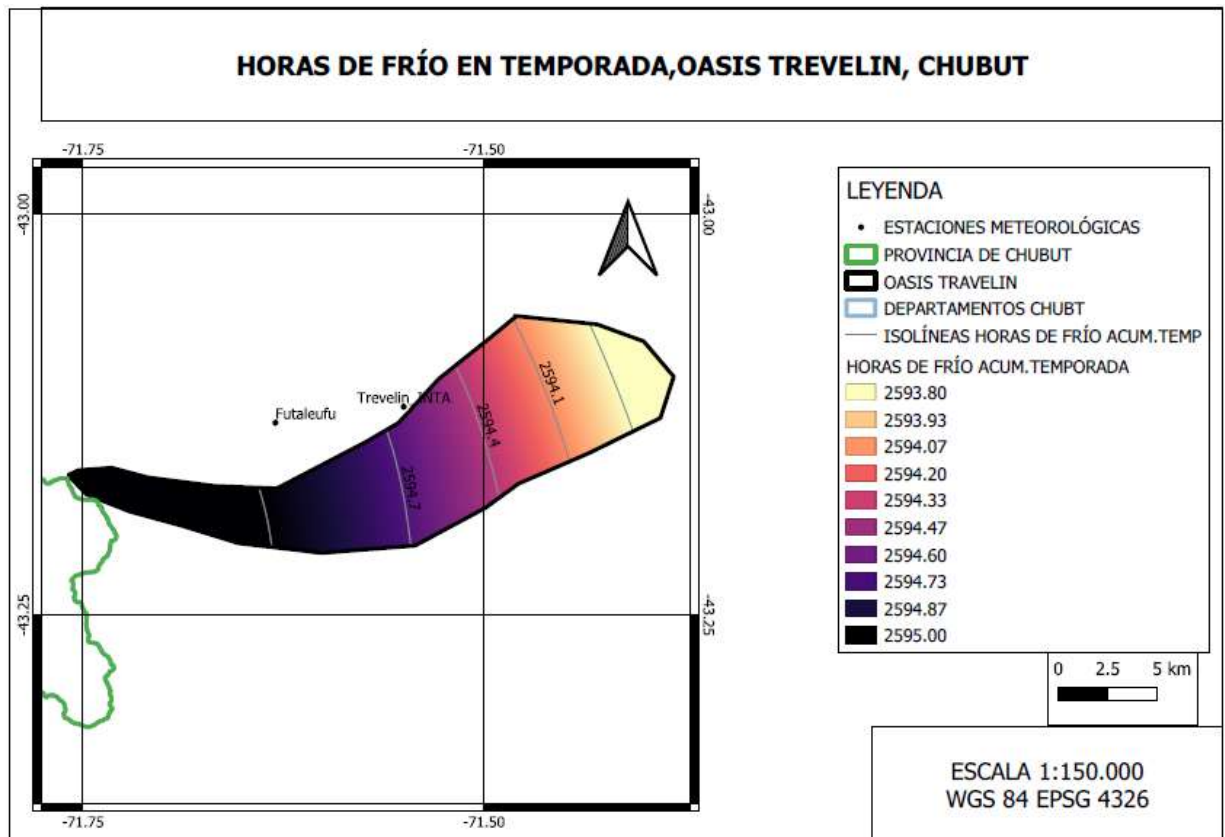 HORAS DE FRÍO EN TEMPORADA,OASIS TREVELIN, CHUBUT
-71.75
-71.50
-43.00
-43.00
2594.1
Trevelin INTA
2594.4
Futaleufu
2594.7
-43.25
-43.25
-71.75
-71.50
LEYENDA
ESTACIONES METEOROLÓGICAS
PROVINCIA DE CHUBUT
OASIS TRAVELIN
DEPARTAMENTOS CHUBT
ISOLÍNEAS HORAS DE FRÍO ACUM.TEMP
HORAS DE FRÍO ACUM.TEMPORADA
2593.80
2593.93
2594.07
2594.20
2594.33
2594.47
2594.60
2594.73
2594.87
2595.00
0 2.5 5 km
ESCALA 1:150.000
WGS 84 EPSG 4326